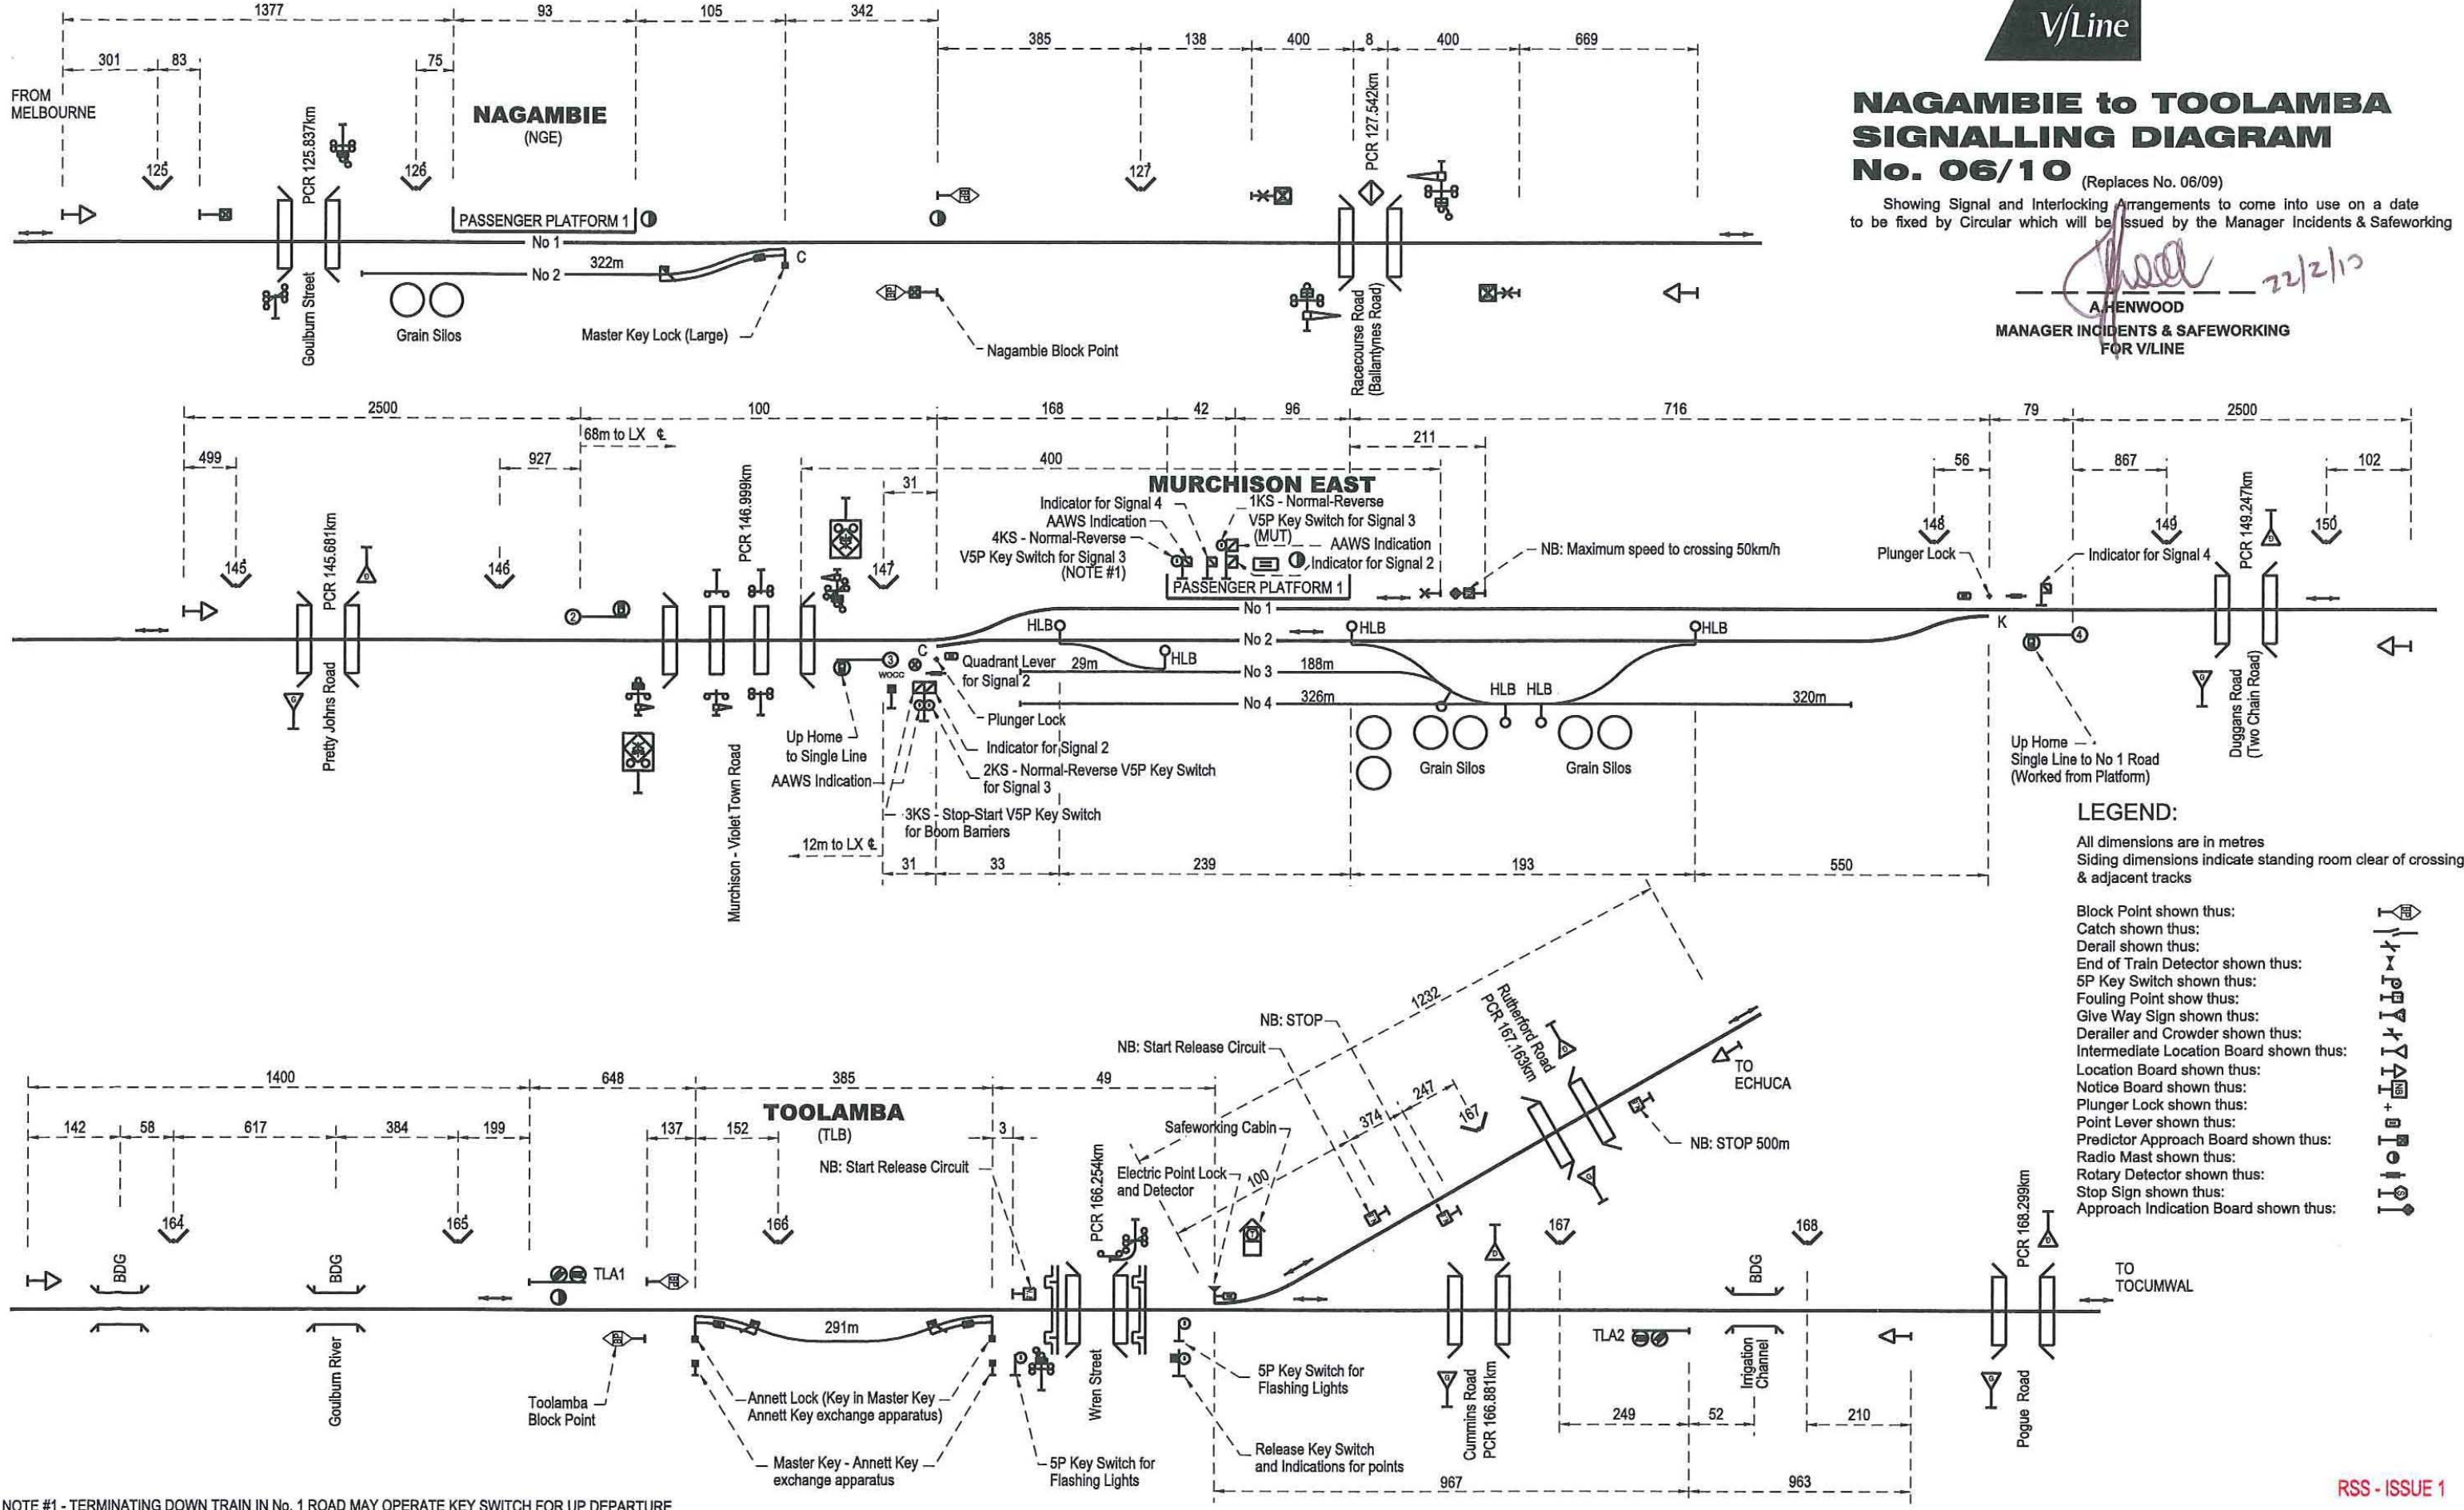 1377
93
105
342
385
138
400
8
400
669
301
83
75
V/Line
FROM
MELBOURNE
NAGAMBIE
(NGE)
PCR 125.837km
PCR 127.542km
125
126
127
PASSENGER PLATFORM 1
No 1
No 2
322m
C
Goulburn Street
Grain Silos
Master Key Lock (Large)
Nagambie Block Point
Racecourse Road
(Ballantynes Road)
NAGAMBIE to TOOLAMBA
SIGNALLING DIAGRAM
No. 06/10
(Replaces No. 06/09)
Showing Signal and Interlocking Arrangements to come into use on a date
to be fixed by Circular which will be issued by the Manager Incidents & Safeworking
22/2/10
A.HENWOOD
MANAGER INCIDENTS & SAFEWORKING
FOR V/LINE
2500
100
168
42
96
716
79
2500
68m to LX ℄
211
499
927
400
31
56
867
102
MURCHISON EAST
Indicator for Signal 4
AAWS Indication
4KS - Normal-Reverse
V5P Key Switch for Signal 3
(NOTE #1)
1KS - Normal-Reverse
V5P Key Switch for Signal 3
(MUT)
AAWS Indication
Indicator for Signal 2
NB: Maximum speed to crossing 50km/h
Plunger Lock
Indicator for Signal 4
PCR 145.681km
PCR 146.999km
PCR 149.247km
145
146
147
148
149
150
PASSENGER PLATFORM 1
2
3
4
WOCC
C
K
No 1
No 2
No 3
No 4
HLB
HLB
HLB
HLB
HLB
HLB
29m
188m
326m
320m
Quadrant Lever
for Signal 2
Plunger Lock
Indicator for Signal 2
2KS - Normal-Reverse V5P Key Switch
for Signal 3
3KS - Stop-Start V5P Key Switch
for Boom Barriers
Up Home
to Single Line
AAWS Indication
12m to LX ℄
Pretty Johns Road
Murchison - Violet Town Road
Grain Silos
Grain Silos
Up Home
Single Line to No 1 Road
(Worked from Platform)
Duggans Road
(Two Chain Road)
31
33
239
193
550
LEGEND:
All dimensions are in metres
Siding dimensions indicate standing room clear of crossing
& adjacent tracks
Block Point shown thus:
Catch shown thus:
Derail shown thus:
End of Train Detector shown thus:
5P Key Switch shown thus:
Fouling Point show thus:
Give Way Sign shown thus:
Derailer and Crowder shown thus:
Intermediate Location Board shown thus:
Location Board shown thus:
Notice Board shown thus:
Plunger Lock shown thus:
Point Lever shown thus:
Predictor Approach Board shown thus:
Radio Mast shown thus:
Rotary Detector shown thus:
Stop Sign shown thus:
Approach Indication Board shown thus:
1400
648
385
49
1232
142
58
617
384
199
137
152
3
374
247
100
TOOLAMBA
(TLB)
NB: Start Release Circuit
NB: Start Release Circuit
NB: STOP
Rutherford Road
PCR 167.163km
TO
ECHUCA
NB: STOP 500m
Safeworking Cabin
Electric Point Lock
and Detector
PCR 166.254km
PCR 168.299km
164
165
166
167
167
168
BDG
BDG
BDG
TLA1
TLA2
TO
TOCUMWAL
291m
Goulburn River
Toolamba
Block Point
Annett Lock (Key in Master Key
Annett Key exchange apparatus)
Master Key - Annett Key
exchange apparatus
5P Key Switch for
Flashing Lights
Wren Street
5P Key Switch for
Flashing Lights
Release Key Switch
and Indications for points
Cummins Road
PCR 166.881km
Irrigation
Channel
Pogue Road
249
52
210
967
963
NOTE #1 - TERMINATING DOWN TRAIN IN No. 1 ROAD MAY OPERATE KEY SWITCH FOR UP DEPARTURE
RSS - ISSUE 1